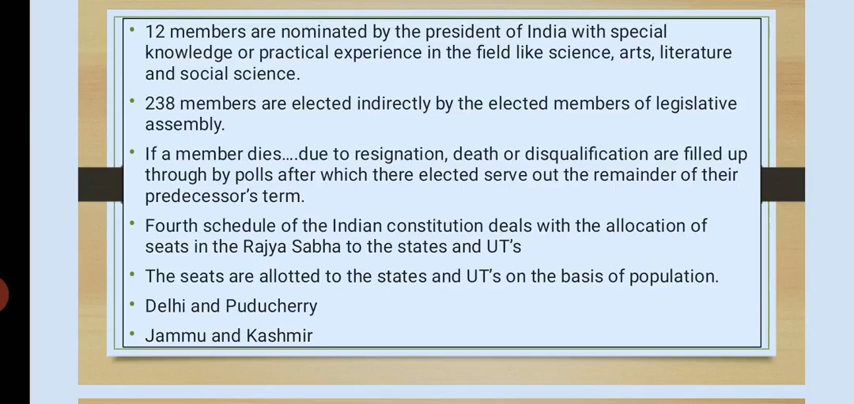 • 12 members are nominated by the president of India with special
knowledge or practical experience in the field like science, arts, literature
and social science.
• 238 members are elected indirectly by the elected members of legislative
assembly.
• If a member dies....due to resignation, death or disqualification are filled up
through by polls after which there elected serve out the remainder of their
predecessor's term.
• Fourth schedule of the Indian constitution deals with the allocation of
seats in the Rajya Sabha to the states and UT's
• The seats are allotted to the states and UT's on the basis of population.
• Delhi and Puducherry
• Jammu and Kashmir